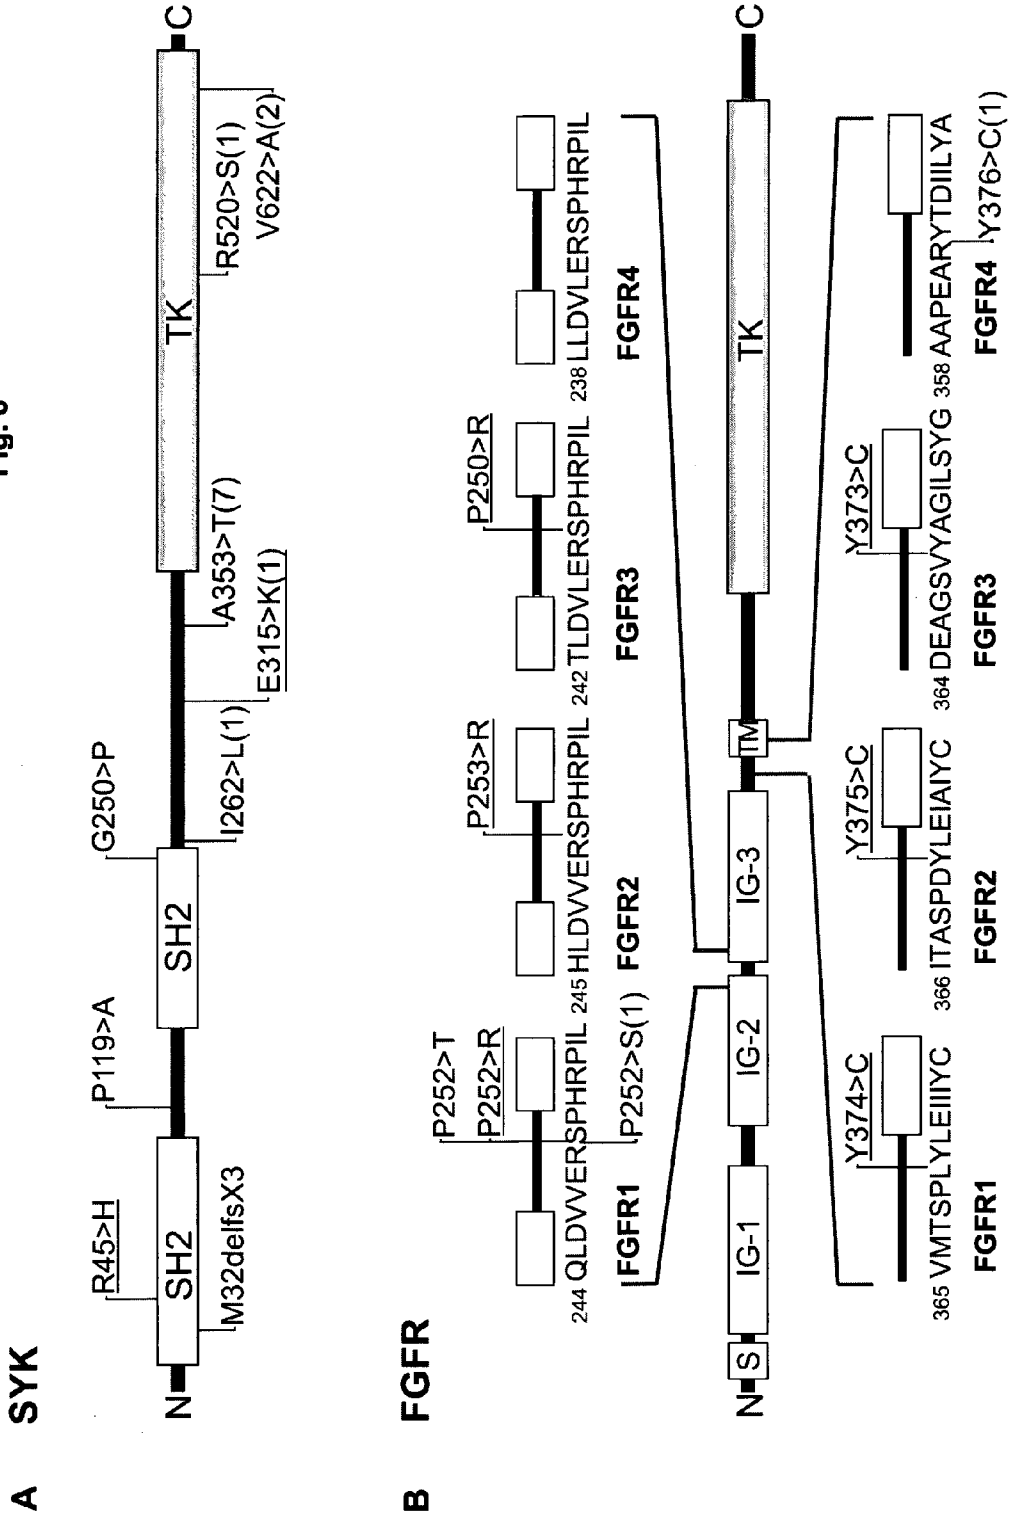 Fig. 6
A SYK
R45>H
P119>A
G250>P
N
SH2
SH2
TK
C
M32delfsX3
I262>L(1)
E315>K(1)
A353>T(7)
R520>S(1)
V622>A(2)
B FGFR
P252>T
P252>R
P253>R
P250>R
244 QLDVVERSPHRPIL
245 HLDVVERSPHRPIL
242 TLDVLERSPHRPIL
238 LLDVLERSPHRPIL
P252>S(1)
FGFR1
FGFR2
FGFR3
FGFR4
N
S
IG-1
IG-2
IG-3
TM
TK
C
Y374>C
Y375>C
Y373>C
365 VMTSPLYLEIIIYC
366 ITASPDYLEIAIYC
364 DEAGSVYAGILSYG
358 AAPEARYTDIILYA
FGFR1
FGFR2
FGFR3
FGFR4
Y376>C(1)